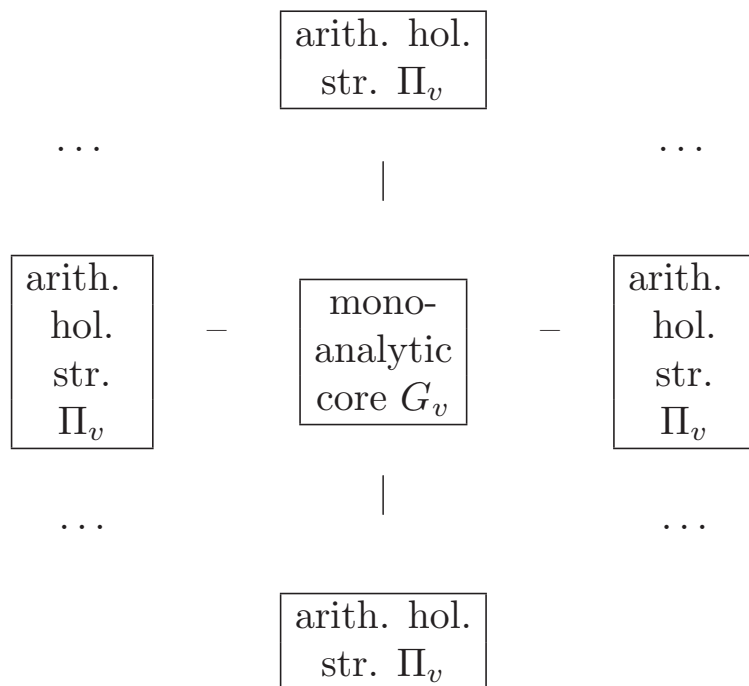 arith. hol.
str. Π_v
. . .
. . .
|
arith.
hol.
str.
Π_v
–
mono-
analytic
core G_v
–
arith.
hol.
str.
Π_v
|
. . .
. . .
arith. hol.
str. Π_v